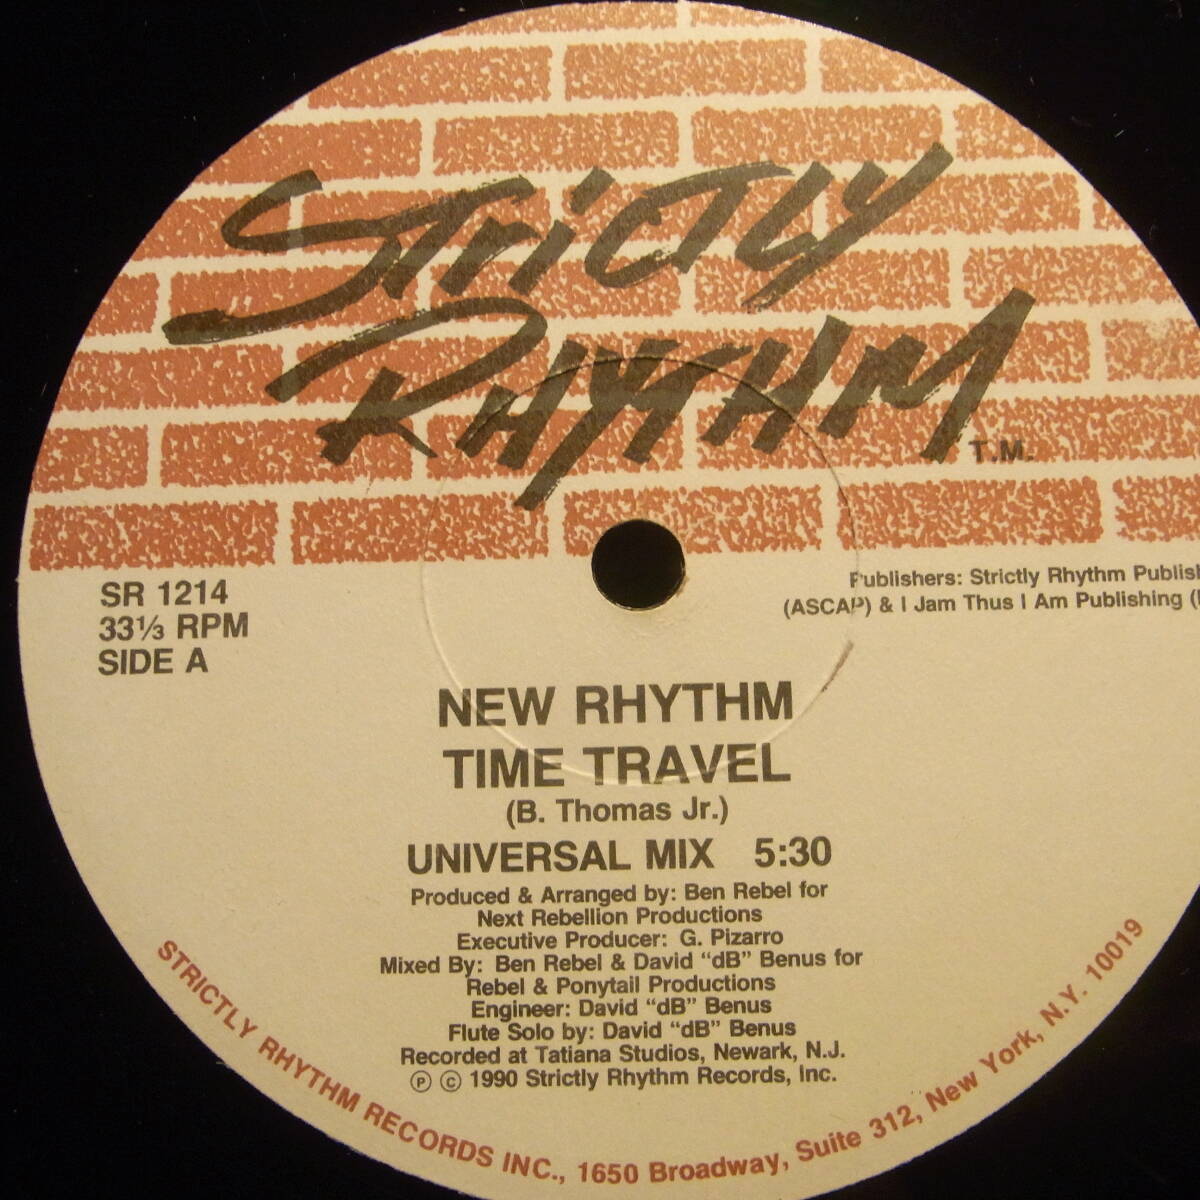 Strictly
Rhythm
T.M.
SR 1214
33⅓ RPM
SIDE A
Publishers: Strictly Rhythm
(ASCAP) & I Jam Thus I Am Publishing
NEW RHYTHM
TIME TRAVEL
(B. Thomas Jr.)
UNIVERSAL MIX 5:30
Produced & Arranged by: Ben Rebel for
Next Rebellion Productions
Executive Producer: G. Pizarro
Mixed By: Ben Rebel & David “dB” Benus for
Rebel & Ponytail Productions
Engineer: David “dB” Benus
Flute Solo by: David “dB” Benus
Recorded at Tatiana Studios, Newark, N.J.
Ⓟ © 1990 Strictly Rhythm Records, Inc.
STRICTLY RHYTHM RECORDS INC., 1650 Broadway, Suite 312, New York, N.Y. 10019